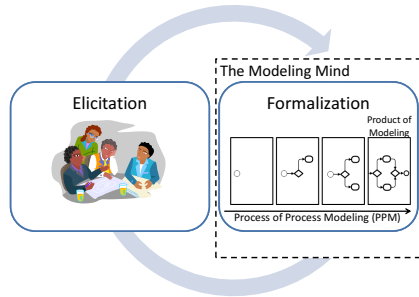 The Modeling Mind
Elicitation
Formalization
Product of
Modeling
Process of Process Modeling (PPM)